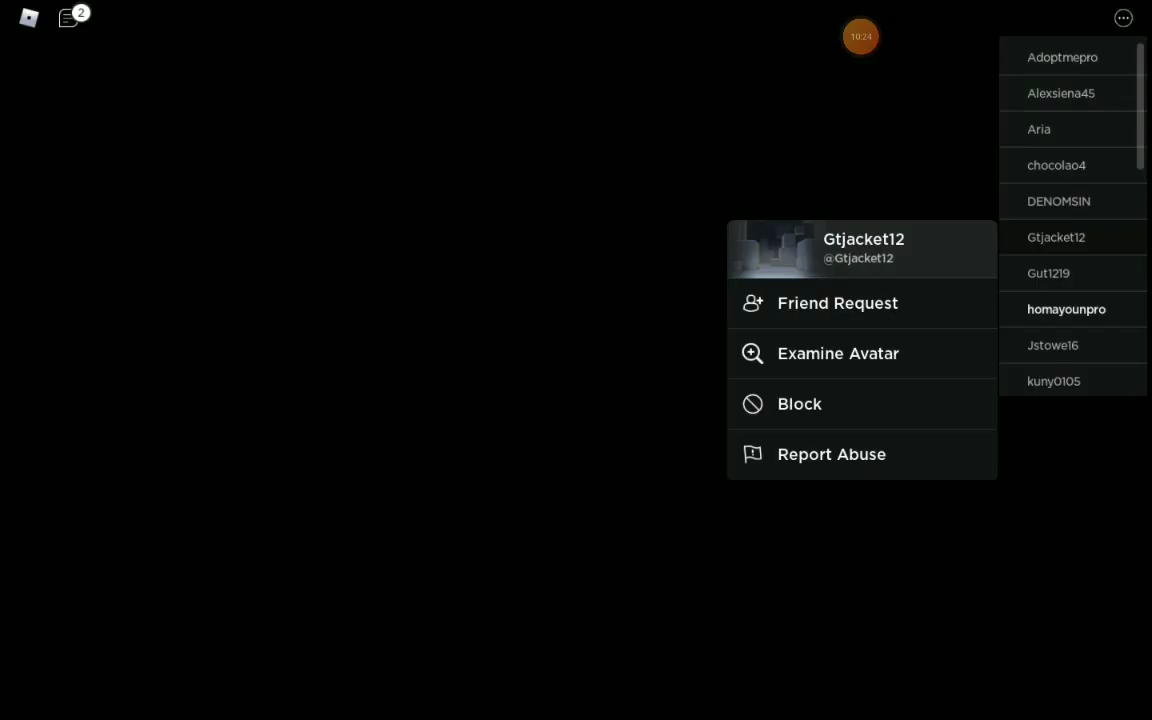 2
10:24
Adoptmepro
Alexsiena45
Aria
chocolao4
DENOMSIN
Gtjacket12
Gut1219
homayounpro
Jstowe16
kuny0105
Gtjacket12
@Gtjacket12
Friend Request
Examine Avatar
Block
Report Abuse